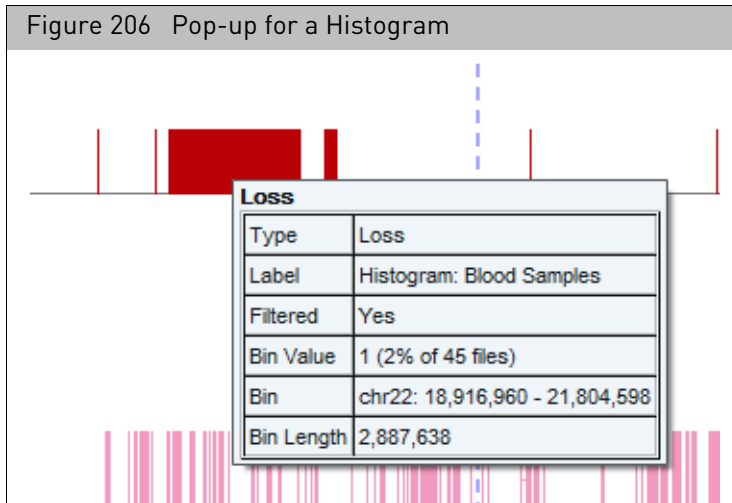 Figure 206 Pop-up for a Histogram
Loss
Type Loss
Label Histogram: Blood Samples
Filtered Yes
Bin Value 1 (2% of 45 files)
Bin chr22: 18,916,960 - 21,804,598
Bin Length 2,887,638